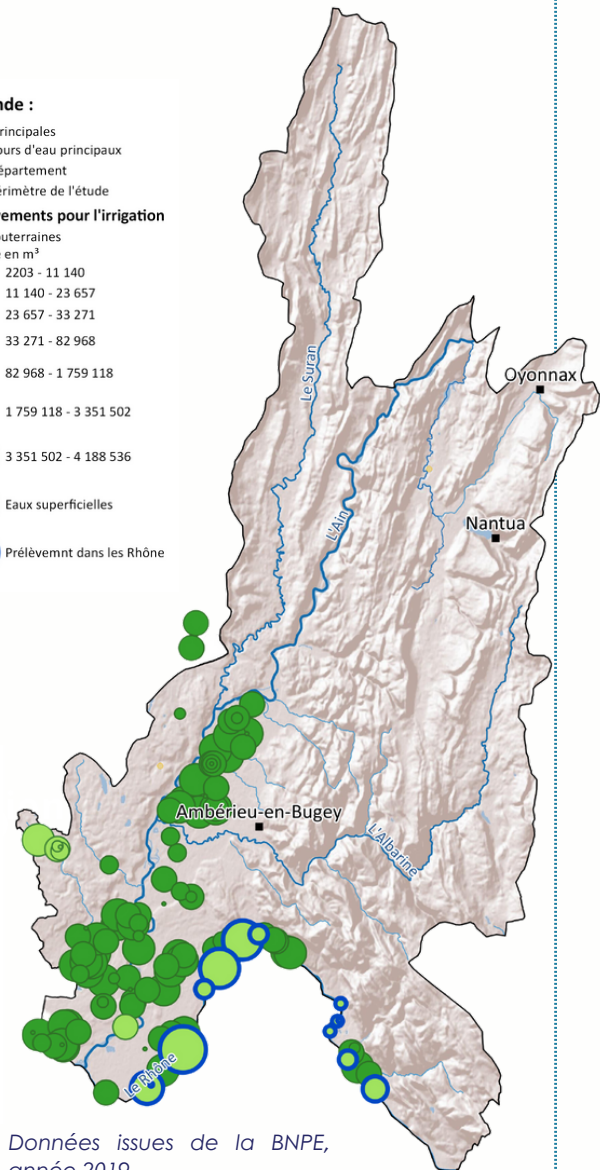 nde :
rincipales
ours d'eau principaux
épartement
érimètre de l'étude
ements pour l'irrigation
outerraines
en m³
2203 - 11 140
11 140 - 23 657
23 657 - 33 271
33 271 - 82 968
82 968 - 1 759 118
1 759 118 - 3 351 502
3 351 502 - 4 188 536
Eaux superficielles
Prélèvemnt dans les Rhône
Le Suran
Oyonnax
L'Ain
Nantua
Ambérieu-en-Bugey
L'Albarine
Le Rhône
Données issues de la BNPE,
année 2019